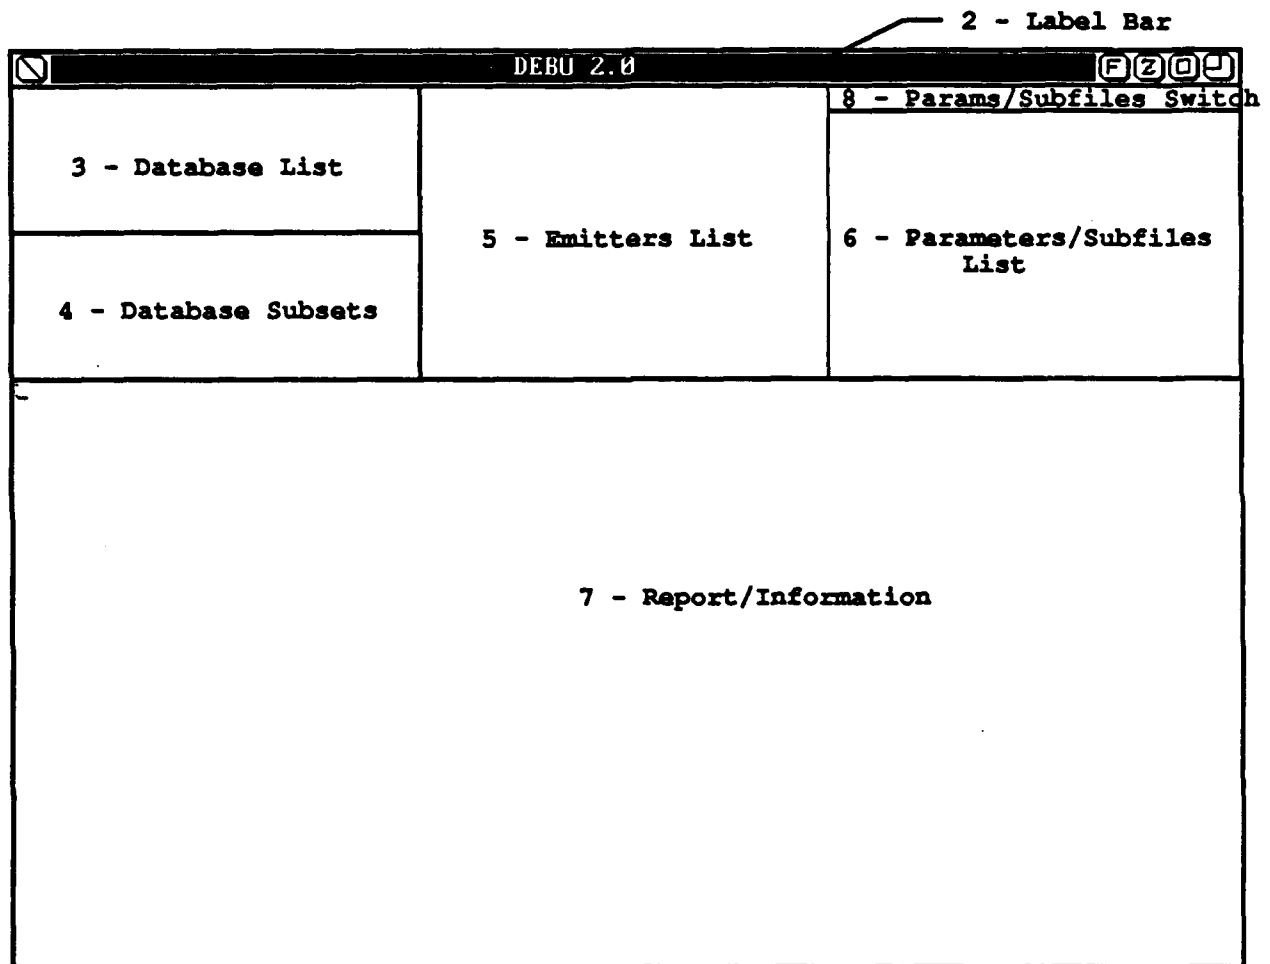 2 - Label Bar
DEBU 2.0
F Z O
8 - Params/Subfiles Switch
3 - Database List
5 - Emitters List
6 - Parameters/Subfiles
List
4 - Database Subsets
7 - Report/Information